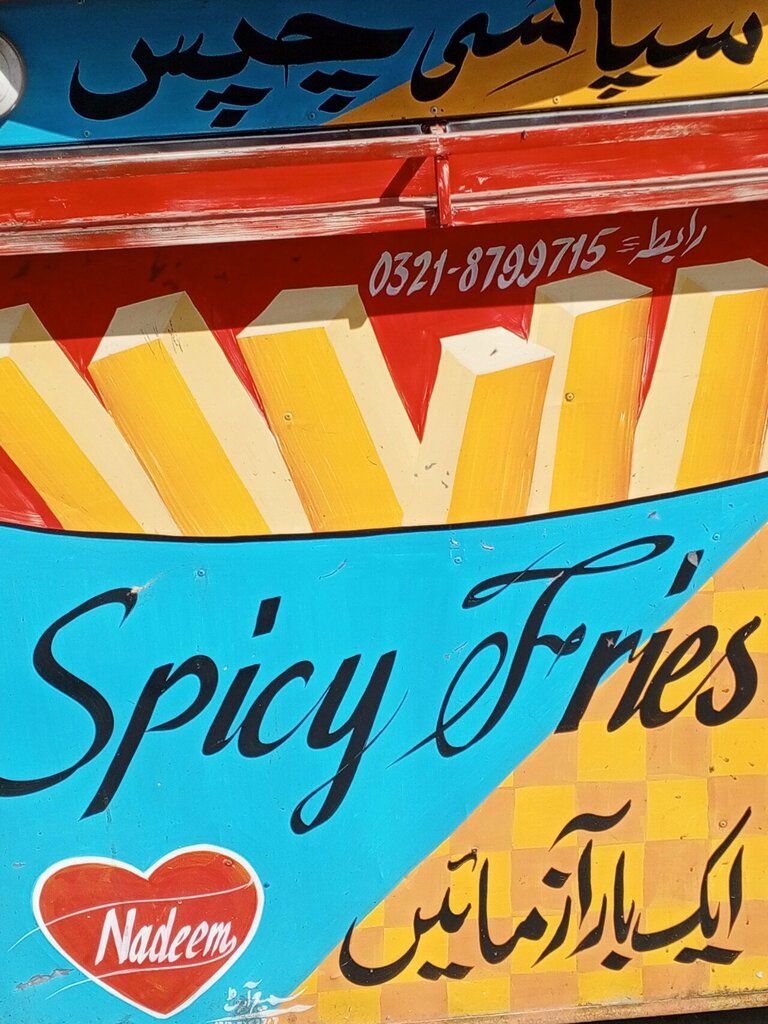 سپائسی چپس
رابطہ 0321-8799715
Spicy Fries
ایک بار آزمائیں
Nadeem